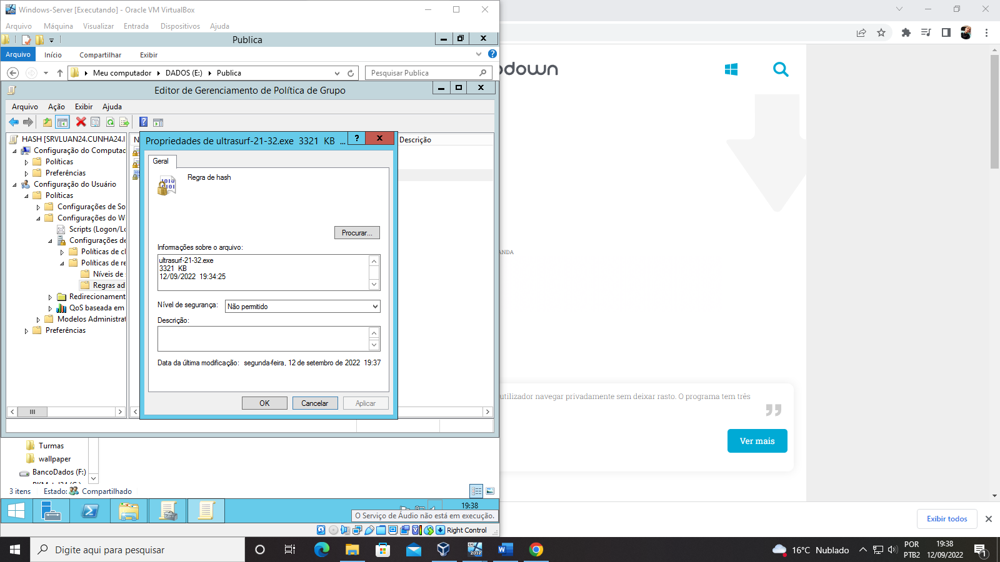 Windows-Server [Executando] - Oracle VM VirtualBox
Arquivo Máquina Visualizar Entrada Dispositivos Ajuda
Publica
Arquivo Início Compartilhar Exibir
Meu computador DADOS (E:) Publica
Pesquisar Publica
Editor de Gerenciamento de Política de Grupo
Arquivo Ação Exibir Ajuda
HASH [SRVLUAN24.CUNHA24.
Configuração do Computad
Políticas
Preferências
Configuração do Usuário
Políticas
Configurações de So
Configurações do W
Scripts (Logon/Lo
Configurações de
Políticas de cl
Políticas de re
Níveis de
Regras ad
Redirecionament
QoS baseada em
Modelos Administrat
Preferências
N
Descrição
Propriedades de ultrasurf-21-32.exe 3321 KB ...
Geral
Regra de hash
Procurar...
Informações sobre o arquivo:
ultrasurf-21-32.exe
3321 KB
12/09/2022 19:34:25
Nível de segurança: Não permitido
Descrição:
Data da última modificação: segunda-feira, 12 de setembro de 2022 19:37
OK Cancelar Aplicar
Turmas
wallpaper
BancoDados (F:)
3 itens Estado: Compartilhado
19:38
O Serviço de Áudio não está em execução.
Right Control
odown
ANDA
utilizador navegar privadamente sem deixar rasto. O programa tem três
Ver mais
Exibir todos
Digite aqui para pesquisar
2012
16°C Nublado
POR
PTB2
19:38
12/09/2022
1